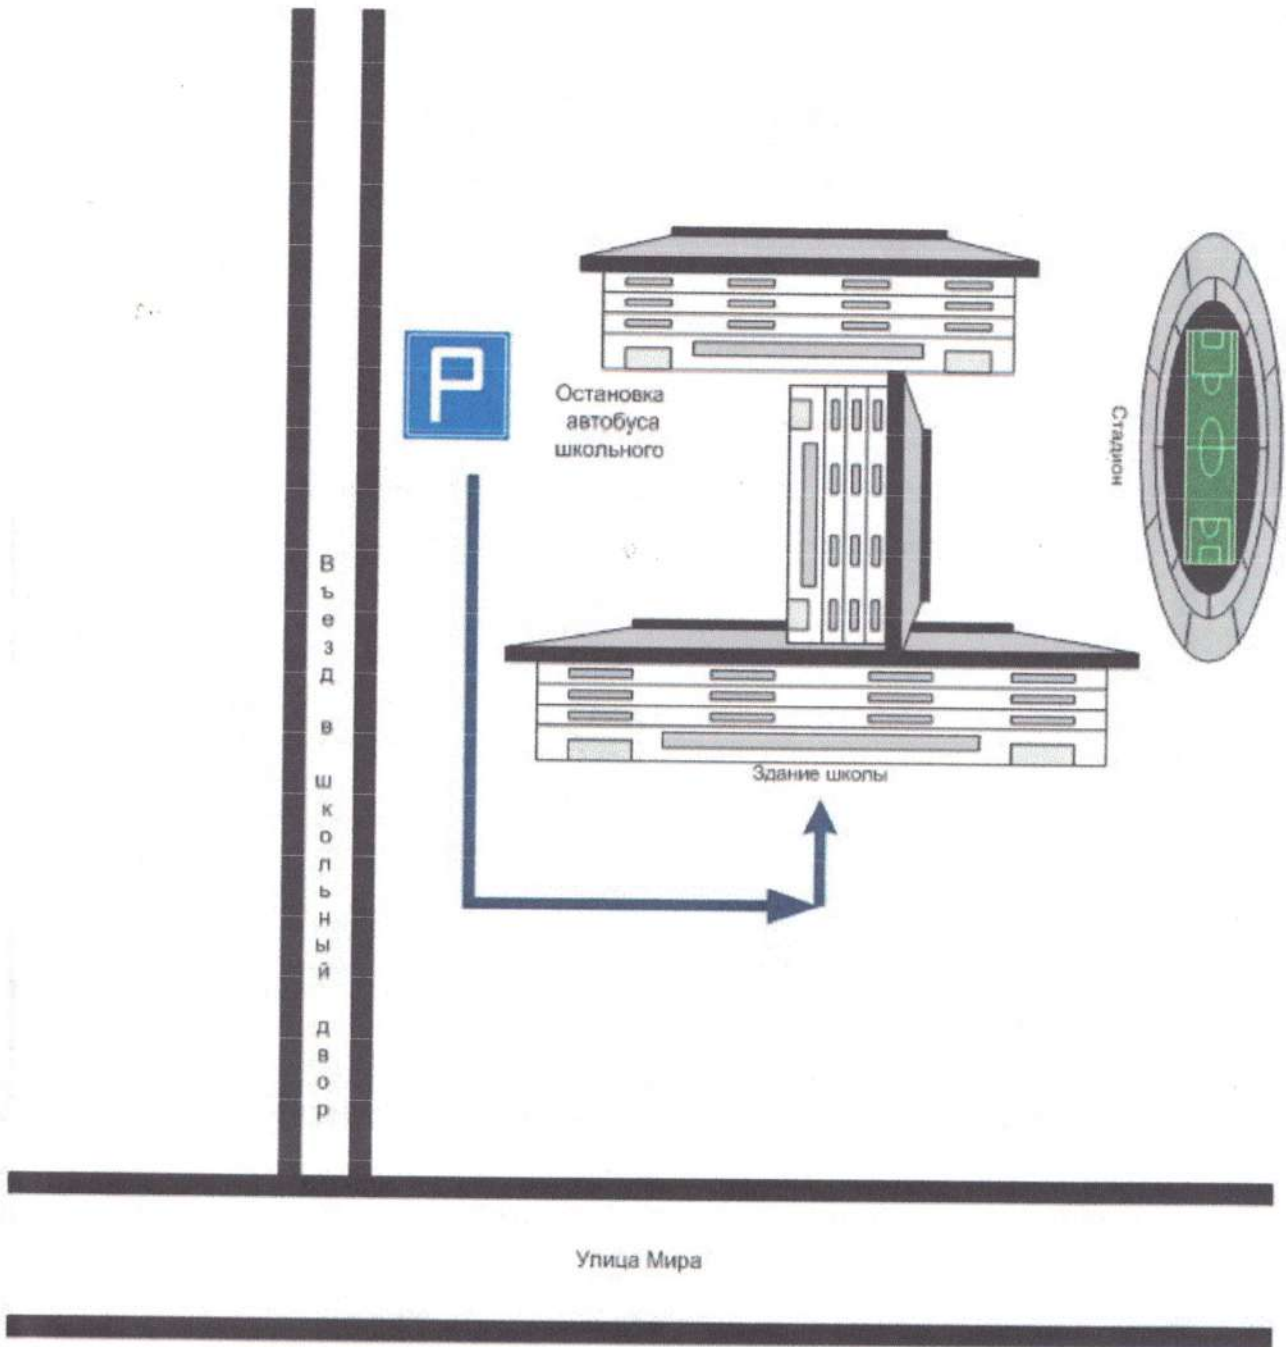 P
Остановка
автобуса
школьного
Стадион
Въезд в школьный двор
Здание школы
Улица Мира